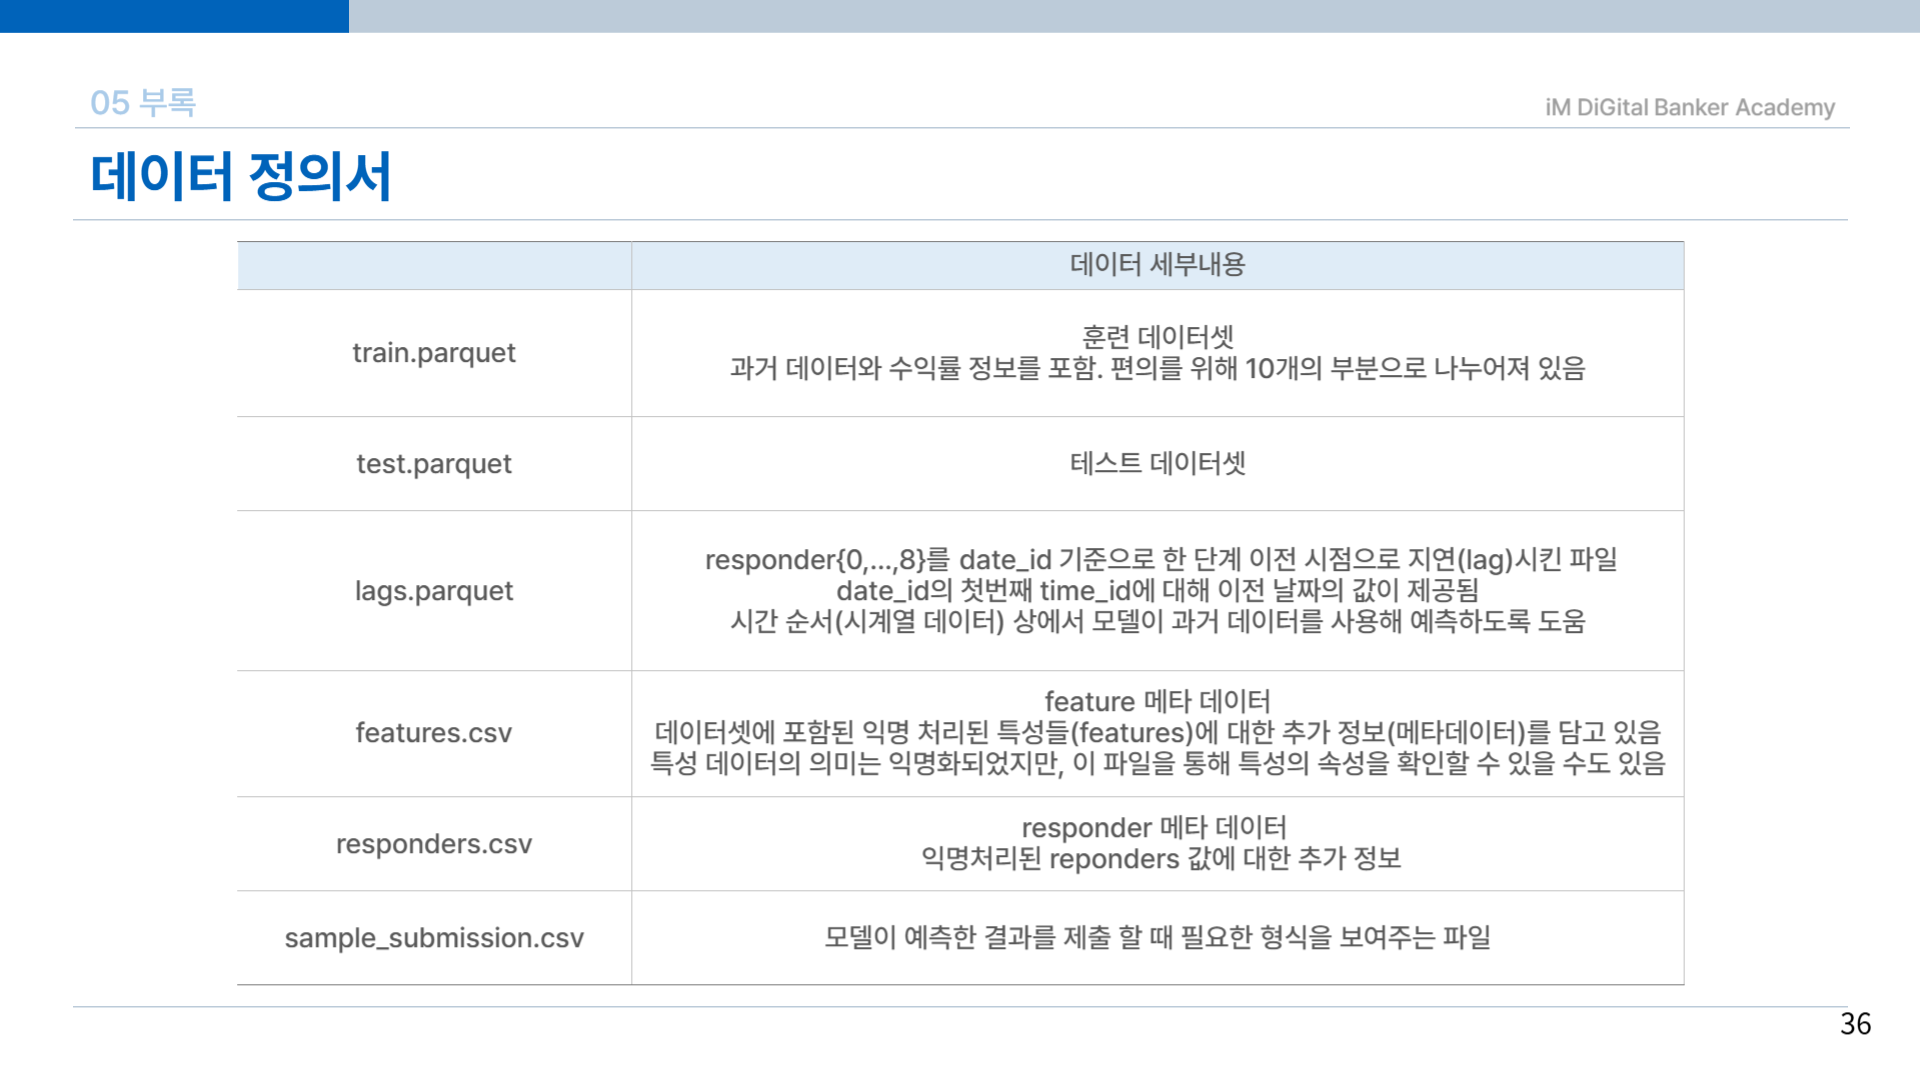 05 부록
iM DiGital Banker Academy
데이터 정의서
데이터 세부내용
train.parquet
훈련 데이터셋
과거 데이터와 수익률 정보를 포함. 편의를 위해 10개의 부분으로 나누어져 있음
test.parquet
테스트 데이터셋
lags.parquet
responder{0,...,8}를 date_id 기준으로 한 단계 이전 시점으로 지연(lag)시킨 파일
date_id의 첫번째 time_id에 대해 이전 날짜의 값이 제공됨
시간 순서(시계열 데이터) 상에서 모델이 과거 데이터를 사용해 예측하도록 도움
features.csv
feature 메타 데이터
데이터셋에 포함된 익명 처리된 특성들(features)에 대한 추가 정보(메타데이터)를 담고 있음
특성 데이터의 의미는 익명화되었지만, 이 파일을 통해 특성의 속성을 확인할 수 있을 수도 있음
responders.csv
responder 메타 데이터
익명처리된 reponders 값에 대한 추가 정보
sample_submission.csv
모델이 예측한 결과를 제출 할 때 필요한 형식을 보여주는 파일
36